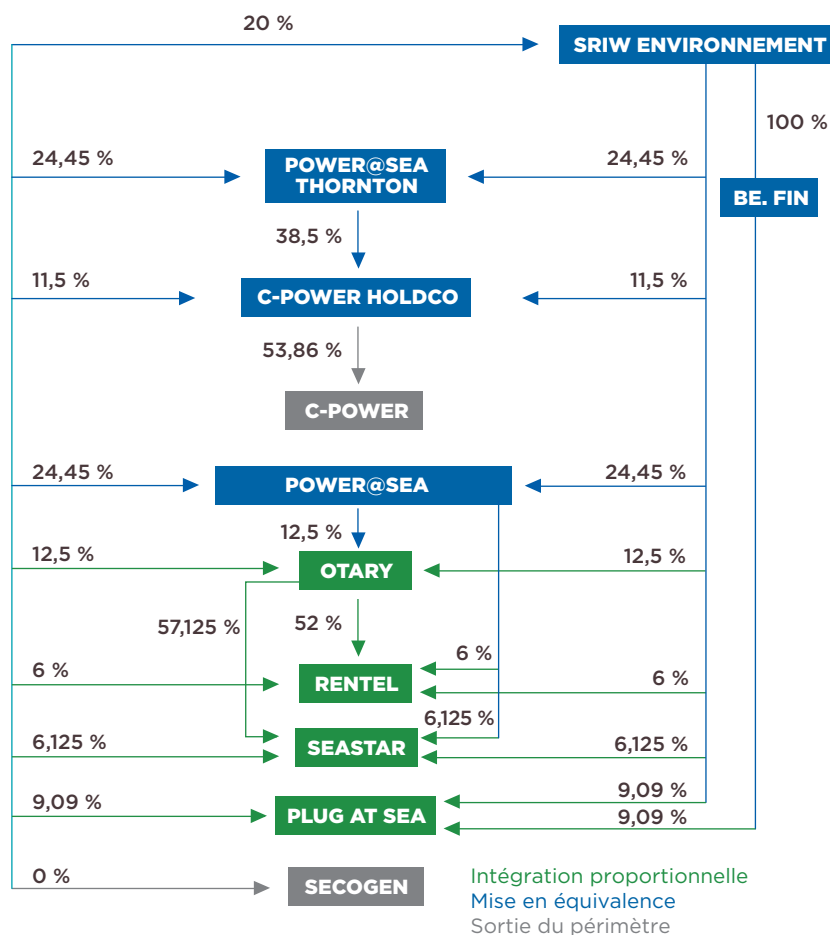 20 %
SRIW ENVIRONNEMENT
100 %
24,45 %
POWER@SEA
THORNTON
24,45 %
BE. FIN
38,5 %
11,5 %
C-POWER HOLDCO
11,5 %
53,86 %
C-POWER
24,45 %
POWER@SEA
24,45 %
12,5 %
12,5 %
OTARY
12,5 %
57,125 %
52 %
6 %
6 %
RENTEL
6 %
6,125 %
6,125 %
SEASTAR
6,125 %
9,09 %
9,09 %
PLUG AT SEA
9,09 %
0 %
SECOGEN
Intégration proportionnelle
Mise en équivalence
Sortie du périmètre